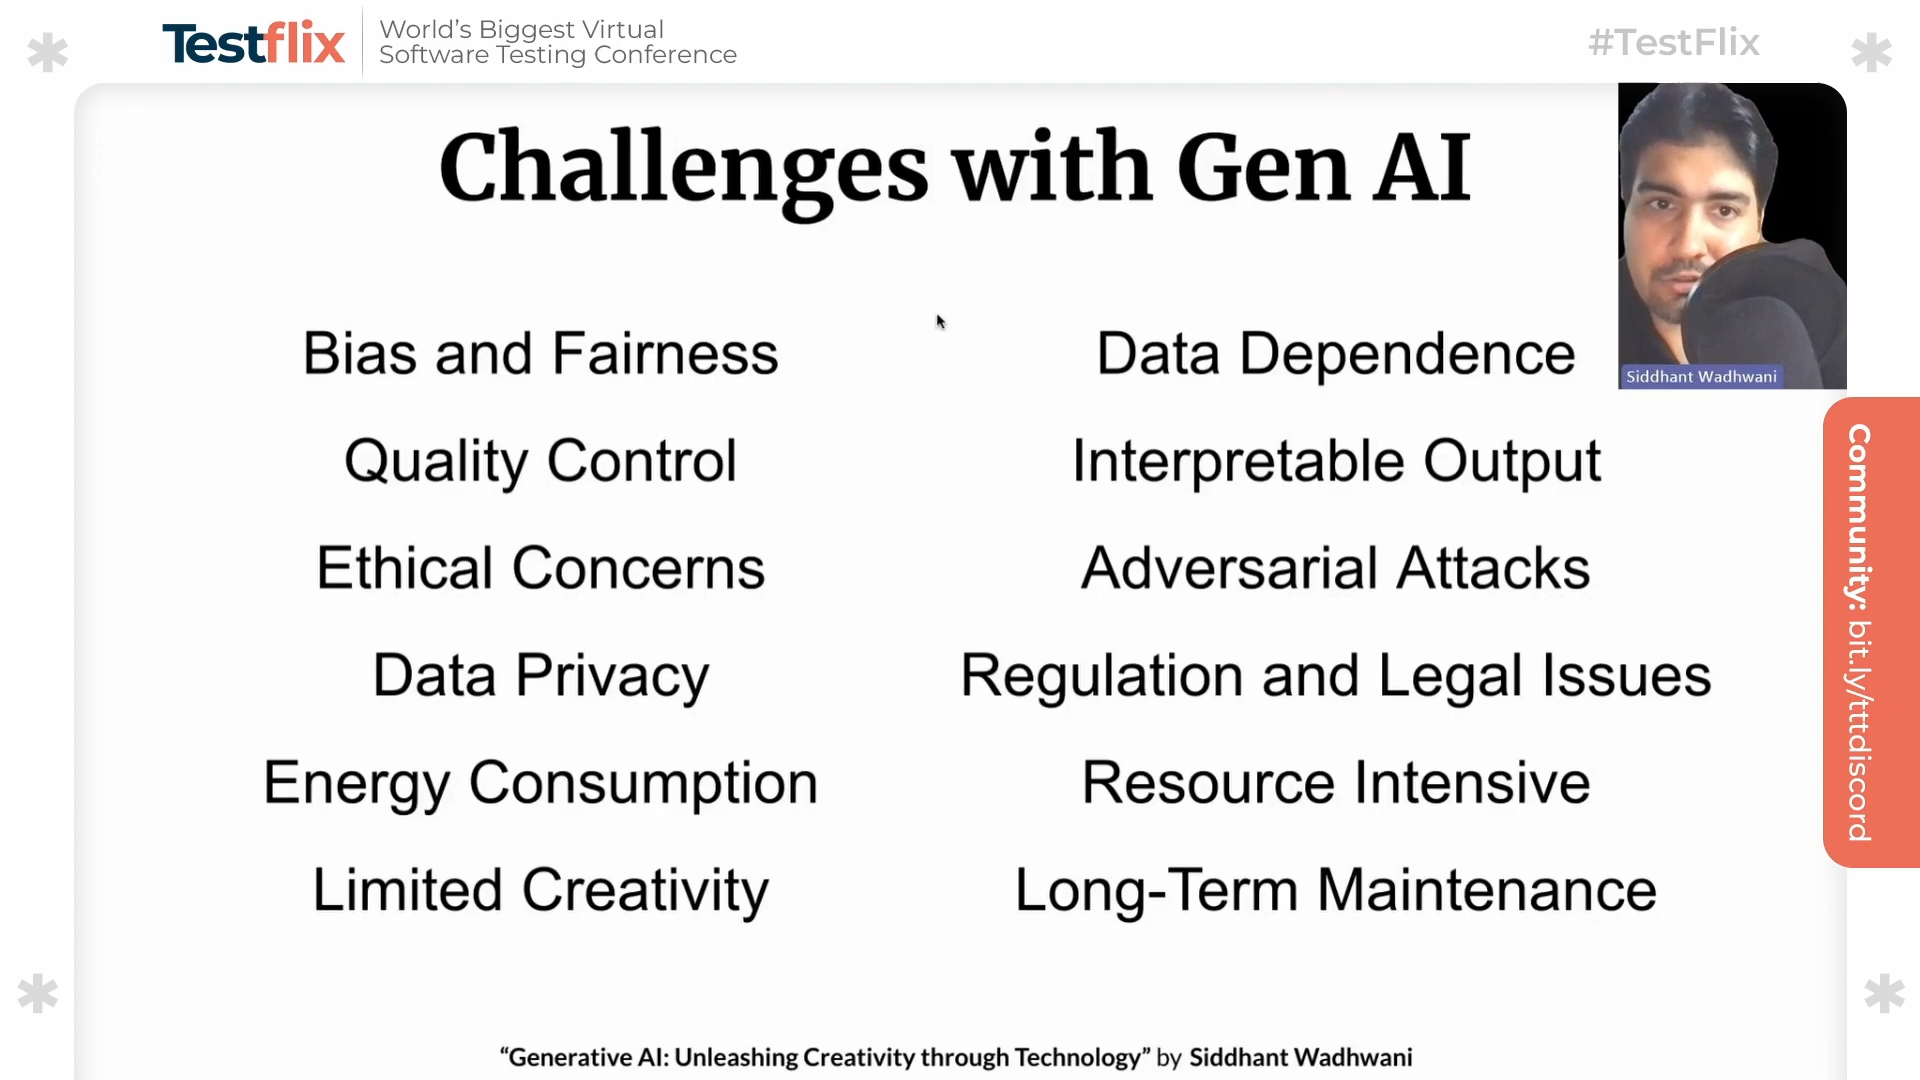 Testflix
World's Biggest Virtual
Software Testing Conference
#TestFlix
Challenges with Gen AI
Siddhant Wadhwani
Bias and Fairness
Data Dependence
Quality Control
Interpretable Output
Ethical Concerns
Adversarial Attacks
Data Privacy
Regulation and Legal Issues
Energy Consumption
Resource Intensive
Limited Creativity
Long-Term Maintenance
Community: bit.ly/tttdiscord
“Generative AI: Unleashing Creativity through Technology” by Siddhant Wadhwani